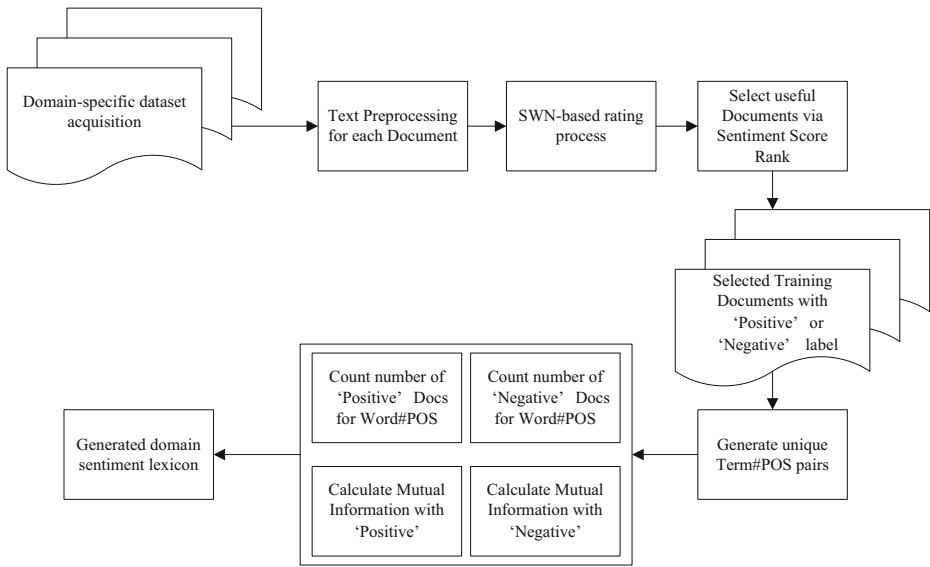 Domain-specific dataset
acquisition
Text Preprocessing
for each Document
SWN-based rating
process
Select useful
Documents via
Sentiment Score
Rank
Selected Training
Documents with
‘Positive’ or
‘Negative’ label
Generate unique
Term#POS pairs
Count number of
‘Positive’ Docs
for Word#POS
Count number of
‘Negative’ Docs
for Word#POS
Calculate Mutual
Information with
‘Positive’
Calculate Mutual
Information with
‘Negative’
Generated domain
sentiment lexicon